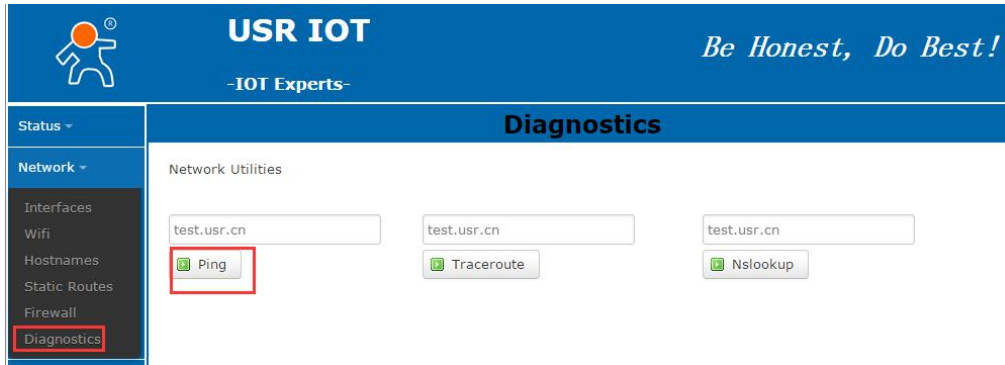 ®
USR IOT
Be Honest, Do Best!
-IOT Experts-
Status
Diagnostics
Network
Network Utilities
Interfaces
Wifi
Hostnames
Static Routes
Firewall
Diagnostics
test.usr.cn
test.usr.cn
test.usr.cn
Ping
Traceroute
Nslookup